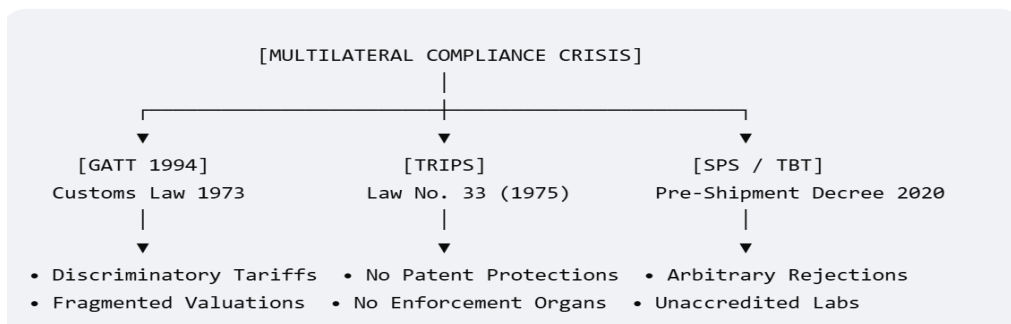 [MULTILATERAL COMPLIANCE CRISIS]
[GATT 1994] [TRIPS] [SPS / TBT]
Customs Law 1973 Law No. 33 (1975) Pre-Shipment Decree 2020
• Discriminatory Tariffs • No Patent Protections • Arbitrary Rejections
• Fragmented Valuations • No Enforcement Organs • Unaccredited Labs